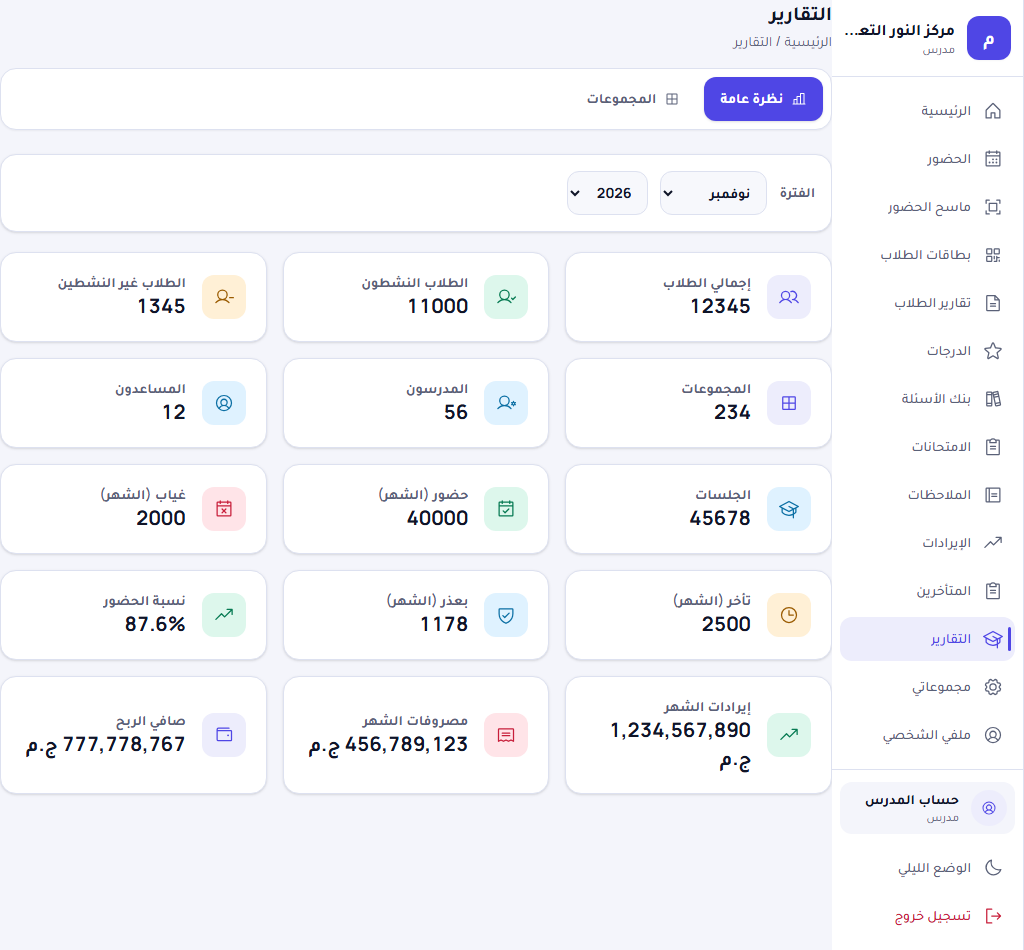 م
مركز النور التعـ...
مدرس
الرئيسية
الحضور
ماسح الحضور
بطاقات الطلاب
تقارير الطلاب
الدرجات
بنك الأسئلة
الامتحانات
الملاحظات
الإيرادات
المتأخرين
التقارير
مجموعاتي
ملفي الشخصي
حساب المدرس
مدرس
الوضع الليلي
تسجيل خروج
التقارير
الرئيسية / التقارير
نظرة عامة
المجموعات
الفترة
نوفمبر
2026
إجمالي الطلاب
12345
الطلاب النشطون
11000
الطلاب غير النشطين
1345
المجموعات
234
المدرسون
56
المساعدون
12
الجلسات
45678
حضور (الشهر)
40000
غياب (الشهر)
2000
تأخر (الشهر)
2500
بعذر (الشهر)
1178
نسبة الحضور
87.6%
إيرادات الشهر
1,234,567,890
ج.م
مصروفات الشهر
456,789,123 ج.م
صافي الربح
777,778,767 ج.م